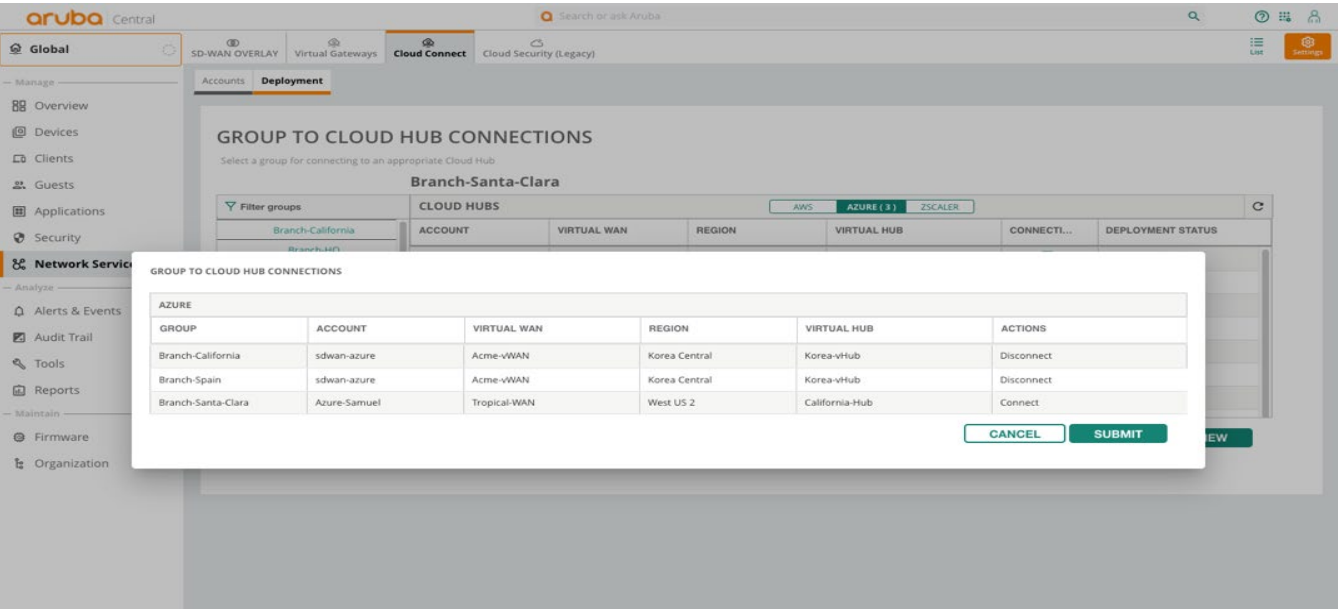 aruba Central
Search or ask Aruba
Global
SD-WAN OVERLAY
Virtual Gateways
Cloud Connect
Cloud Security (Legacy)
List
Settings
Accounts
Deployment
Manage
Overview
Devices
Clients
Guests
Applications
Security
Network Service
Analyze
Alerts & Events
Audit Trail
Tools
Reports
Maintain
Firmware
Organization
GROUP TO CLOUD HUB CONNECTIONS
Select a group for connecting to an appropriate Cloud Hub
Branch-Santa-Clara
Filter groups
CLOUD HUBS
AWS
AZURE ( 3 )
ZSCALER
Branch-California
Branch-HQ
ACCOUNT VIRTUAL WAN REGION VIRTUAL HUB CONNECTI... DEPLOYMENT STATUS
GROUP TO CLOUD HUB CONNECTIONS
AZURE
GROUP ACCOUNT VIRTUAL WAN REGION VIRTUAL HUB ACTIONS
Branch-California sdwan-azure Acme-vWAN Korea Central Korea-vHub Disconnect
Branch-Spain sdwan-azure Acme-vWAN Korea Central Korea-vHub Disconnect
Branch-Santa-Clara Azure-Samuel Tropical-WAN West US 2 California-Hub Connect
CANCEL
SUBMIT